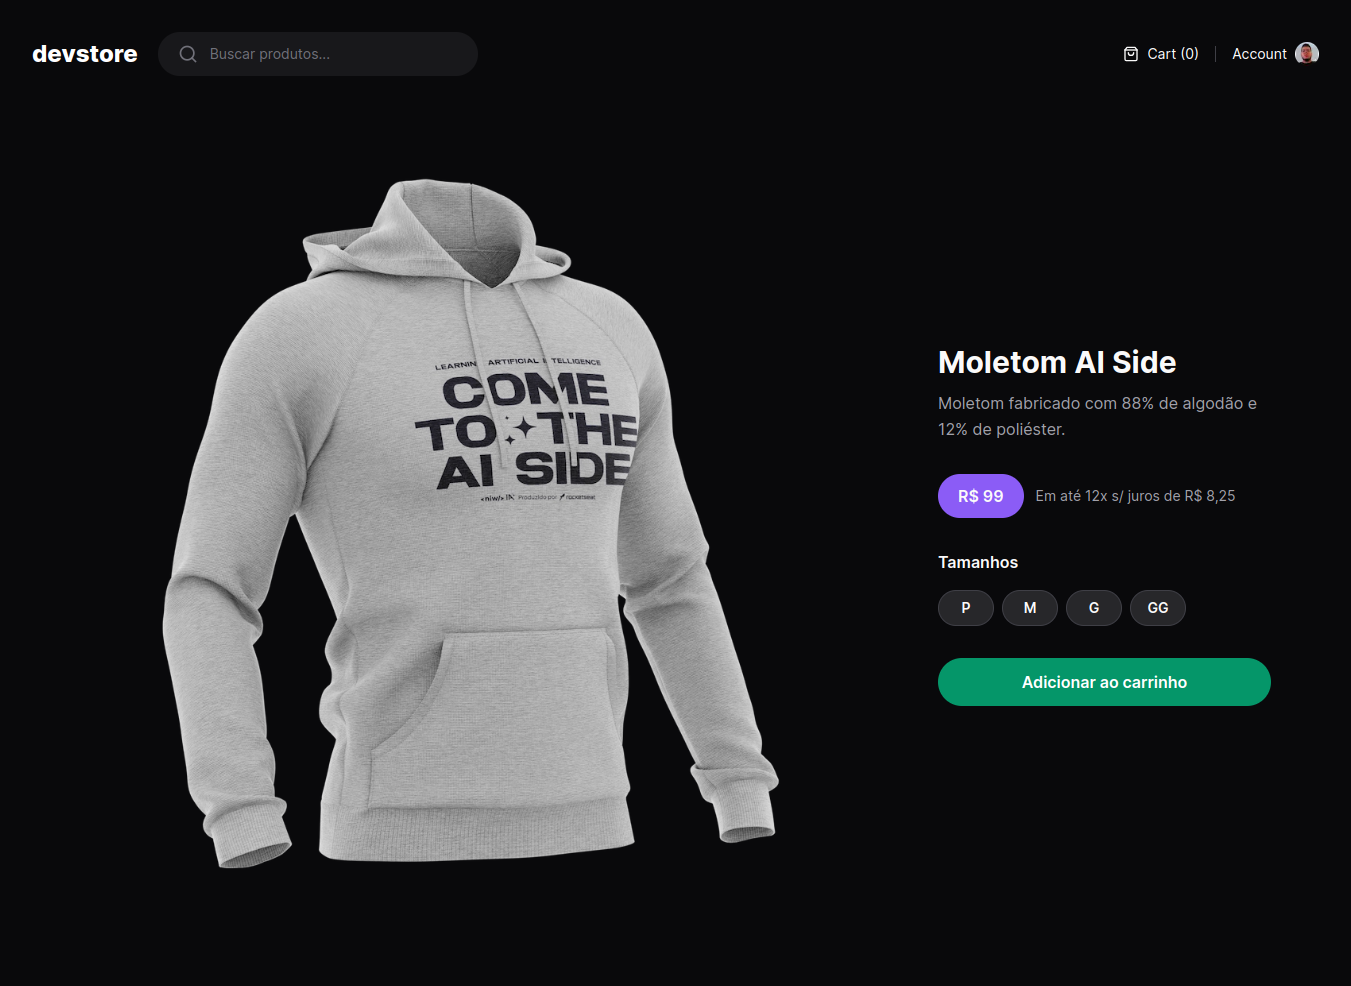 devstore
Buscar produtos...
Cart (0)
Account
LEARNIN ARTIFICIAL TELLIGENCE
COME
TO THE
AI SIDE
<nlw/> Produzido por rocketseat
Moletom AI Side
Moletom fabricado com 88% de algodão e
12% de poliéster.
R$ 99
Em até 12x s/ juros de R$ 8,25
Tamanhos
P
M
G
GG
Adicionar ao carrinho